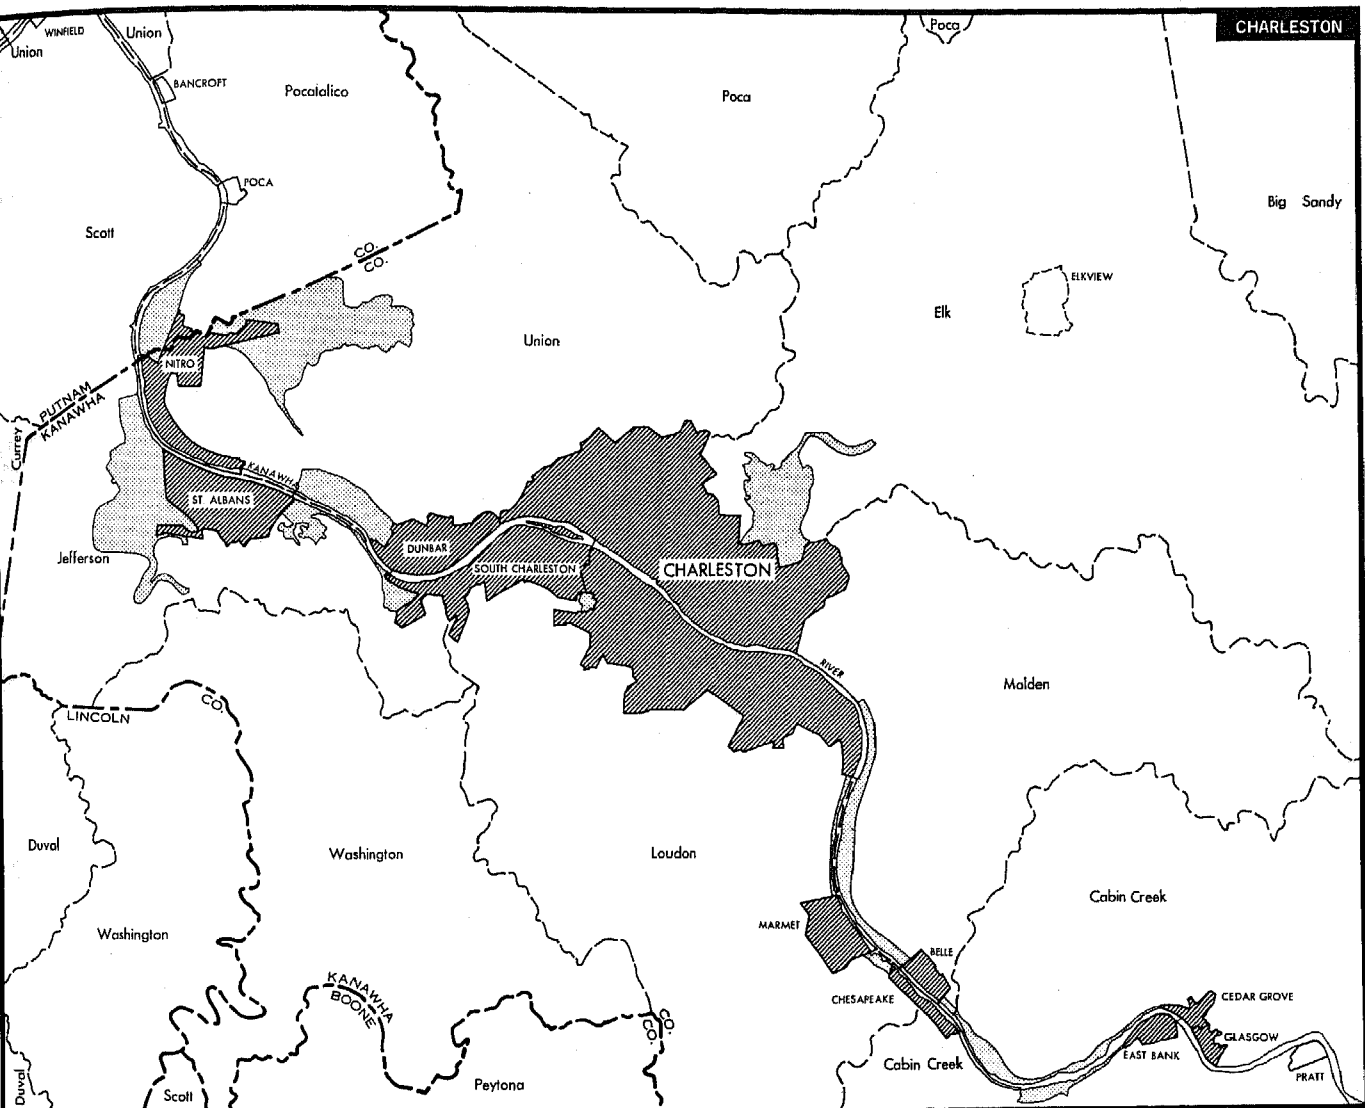 CHARLESTON
WINFIELD
Union
Union
Poca
BANCROFT
Pocatalico
Poca
POCA
Big Sandy
Scott
CO.
CO.
ELKVIEW
Elk
Union
NITRO
PUTNAM
KANAWHA
Currey
KANAWHA
ST. ALBANS
DUNBAR
SOUTH CHARLESTON
CHARLESTON
Jefferson
RIVER
Malden
LINCOLN
CO.
Duval
Washington
Loudon
Cabin Creek
MARMET
Washington
BELLE
KANAWHA
BOONE
CHESAPEAKE
CEDAR GROVE
CO.
CO.
GLASGOW
EAST BANK
Cabin Creek
PRATT
Duval
Scott
Peytona